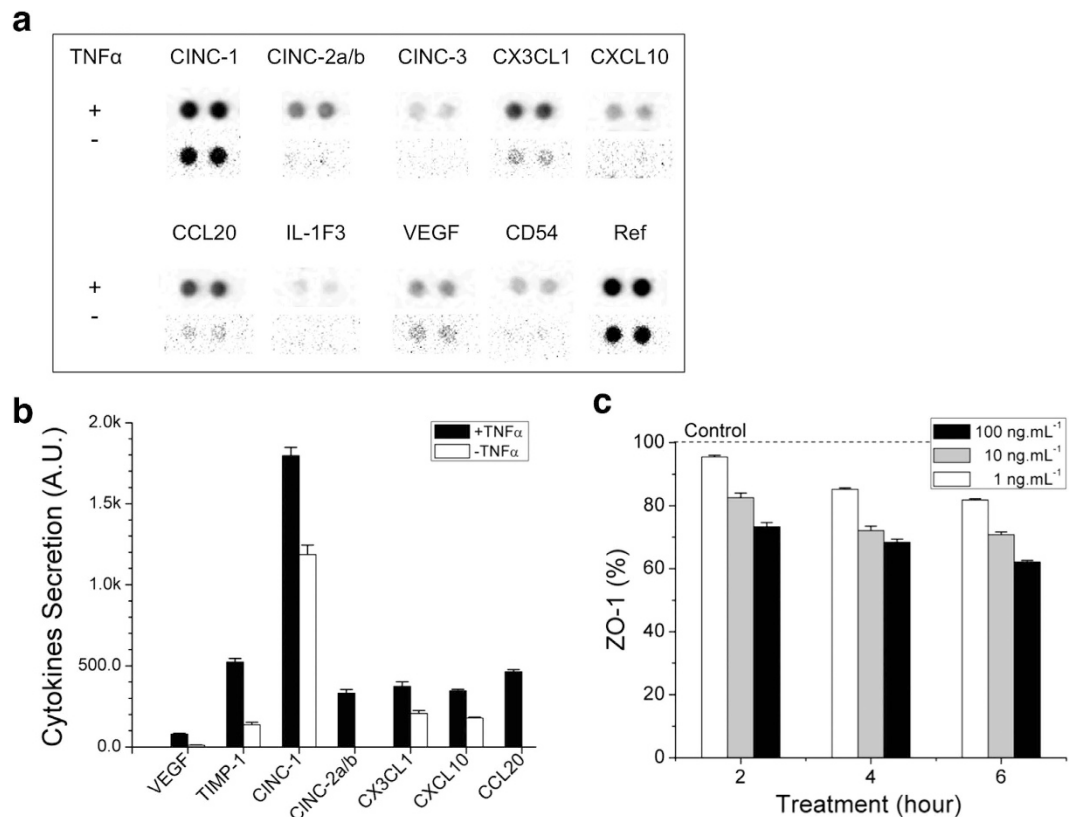 a
TNFα CINC-1 CINC-2a/b CINC-3 CX3CL1 CXCL10
+
-
CCL20 IL-1F3 VEGF CD54 Ref
+
-
b
+TNFα
-TNFα
Cytokines Secretion (A.U.)
2.0k
1.5k
1.0k
500.0
0.0
VEGF TIMP-1 CINC-1 CINC-2a/b CX3CL1 CXCL10 CCL20
c
Control
100 ng.mL⁻¹
10 ng.mL⁻¹
1 ng.mL⁻¹
ZO-1 (%)
100
80
60
40
20
0
2 4 6
Treatment (hour)